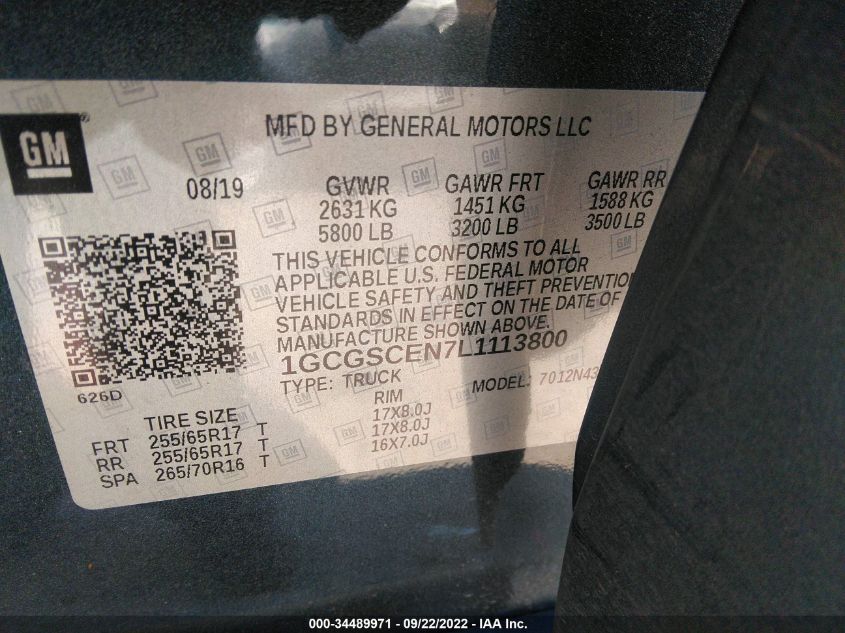 GM
MFD BY GENERAL MOTORS LLC
08/19 GVWR GAWR FRT GAWR RR
2631 KG 1451 KG 1588 KG
5800 LB 3200 LB 3500 LB
THIS VEHICLE CONFORMS TO ALL
APPLICABLE U.S. FEDERAL MOTOR
VEHICLE SAFETY AND THEFT PREVENTION
STANDARDS IN EFFECT ON THE DATE OF
MANUFACTURE SHOWN ABOVE.
1GCGSCEN7L1113800
626D
TYPE: TRUCK MODEL: 7012N43
TIRE SIZE RIM
FRT 255/65R17 T 17X8.0J
RR 255/65R17 T 17X8.0J
SPA 265/70R16 T 16X7.0J
000-34489971 - 09/22/2022 - IAA Inc.